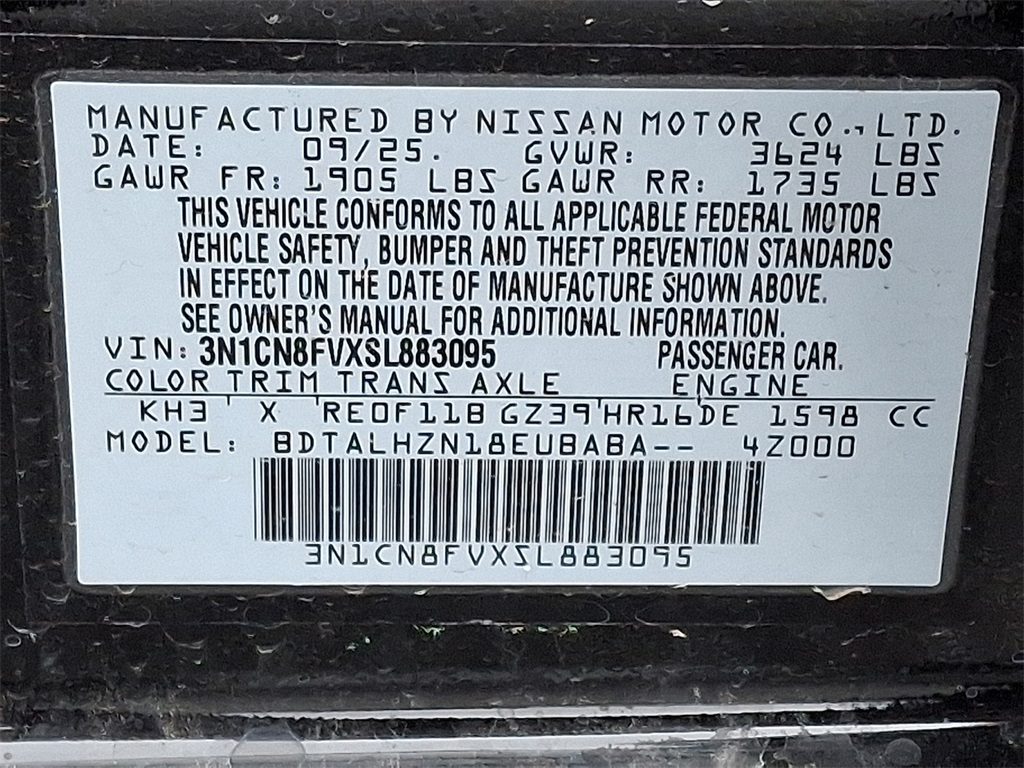 MANUFACTURED BY NISSAN MOTOR CO., LTD.
DATE: 09/25. GVWR: 3624 LBS
GAWR FR: 1905 LBS GAWR RR: 1735 LBS
THIS VEHICLE CONFORMS TO ALL APPLICABLE FEDERAL MOTOR
VEHICLE SAFETY, BUMPER AND THEFT PREVENTION STANDARDS
IN EFFECT ON THE DATE OF MANUFACTURE SHOWN ABOVE.
SEE OWNER'S MANUAL FOR ADDITIONAL INFORMATION.
VIN: 3N1CN8FVXSL883095 PASSENGER CAR.
COLOR TRIM TRANS AXLE ENGINE
KH3 X RE0F11B GZ39 HR16DE 1598 CC
MODEL: BDTALHZN18EUBABA-- 4Z000
3N1CN8FVXSL883095